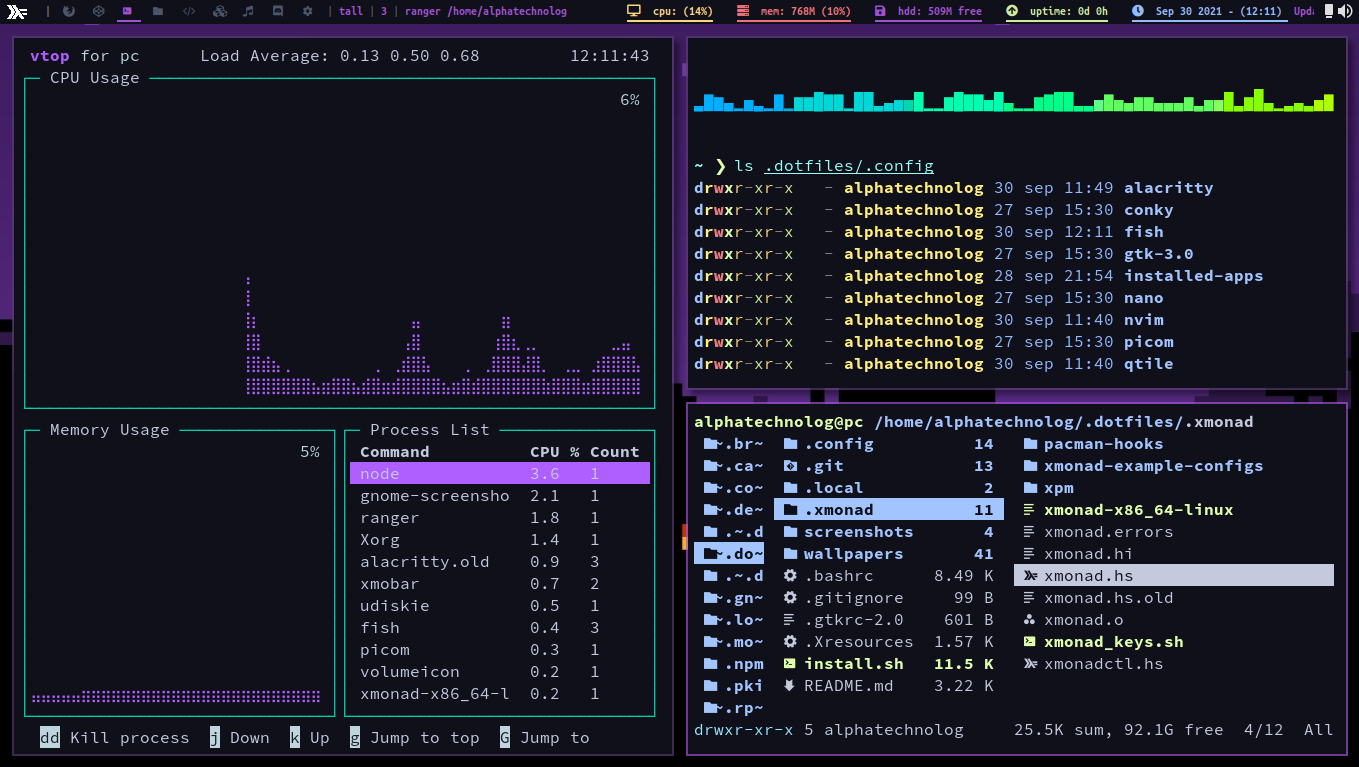 | tall | 3 | ranger /home/alphatechnolog cpu: (14%) mem: 768M (10%) hdd: 509M free uptime: 0d 0h Sep 30 2021 - (12:11) Upda
vtop for pc Load Average: 0.13 0.50 0.68 12:11:43
CPU Usage
6%
Memory Usage
5%
Process List
Command CPU % Count
node 3.6 1
gnome-screensho 2.1 1
ranger 1.8 1
Xorg 1.4 1
alacritty.old 0.9 3
xmobar 0.7 2
udiskie 0.5 1
fish 0.4 3
picom 0.3 1
volumeicon 0.2 1
xmonad-x86_64-l 0.2 1
dd Kill process j Down k Up g Jump to top G Jump to
~ ❯ ls .dotfiles/.config
drwxr-xr-x - alphatechnolog 30 sep 11:49 alacritty
drwxr-xr-x - alphatechnolog 27 sep 15:30 conky
drwxr-xr-x - alphatechnolog 30 sep 12:11 fish
drwxr-xr-x - alphatechnolog 27 sep 15:30 gtk-3.0
drwxr-xr-x - alphatechnolog 28 sep 21:54 installed-apps
drwxr-xr-x - alphatechnolog 27 sep 15:30 nano
drwxr-xr-x - alphatechnolog 30 sep 11:40 nvim
drwxr-xr-x - alphatechnolog 27 sep 15:30 picom
drwxr-xr-x - alphatechnolog 30 sep 11:40 qtile
alphatechnolog@pc /home/alphatechnolog/.dotfiles/.xmonad
~.br~ .config 14 pacman-hooks
~.ca~ .git 13 xmonad-example-configs
~.co~ .local 2 xpm
~.de~ .xmonad 11 xmonad-x86_64-linux
.~.d screenshots 4 xmonad.errors
~.do~ wallpapers 41 xmonad.hi
.~.d .bashrc 8.49 K xmonad.hs
~.gn~ .gitignore 99 B xmonad.hs.old
~.lo~ .gtkrc-2.0 601 B xmonad.o
~.mo~ .Xresources 1.57 K xmonad_keys.sh
.npm install.sh 11.5 K xmonadctl.hs
.pki README.md 3.22 K
~.rp~
drwxr-xr-x 5 alphatechnolog 25.5K sum, 92.1G free 4/12 All